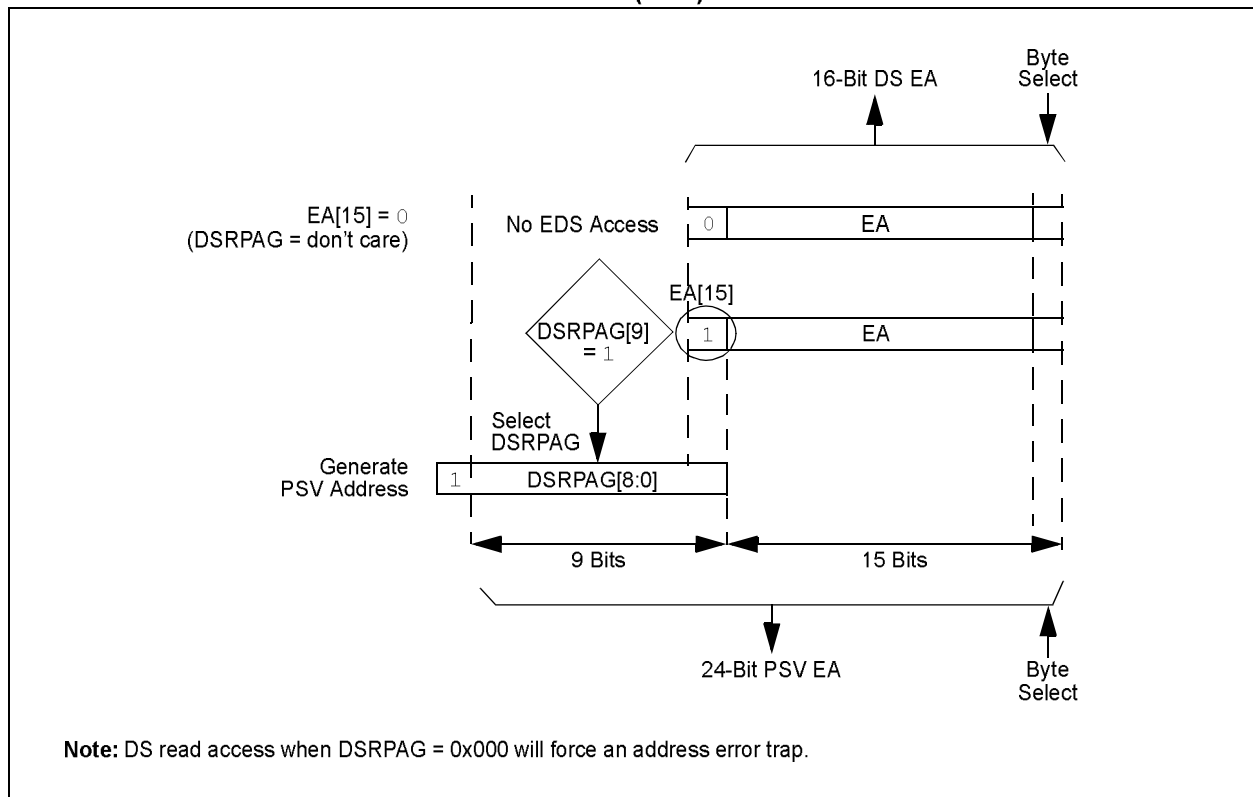 16-Bit DS EA
Byte
Select
EA[15] = 0
(DSRPAG = don't care)
No EDS Access
0
EA
EA[15]
DSRPAG[9]
= 1
1
EA
Select
DSRPAG
Generate
PSV Address
1
DSRPAG[8:0]
9 Bits
15 Bits
24-Bit PSV EA
Byte
Select
Note: DS read access when DSRPAG = 0x000 will force an address error trap.